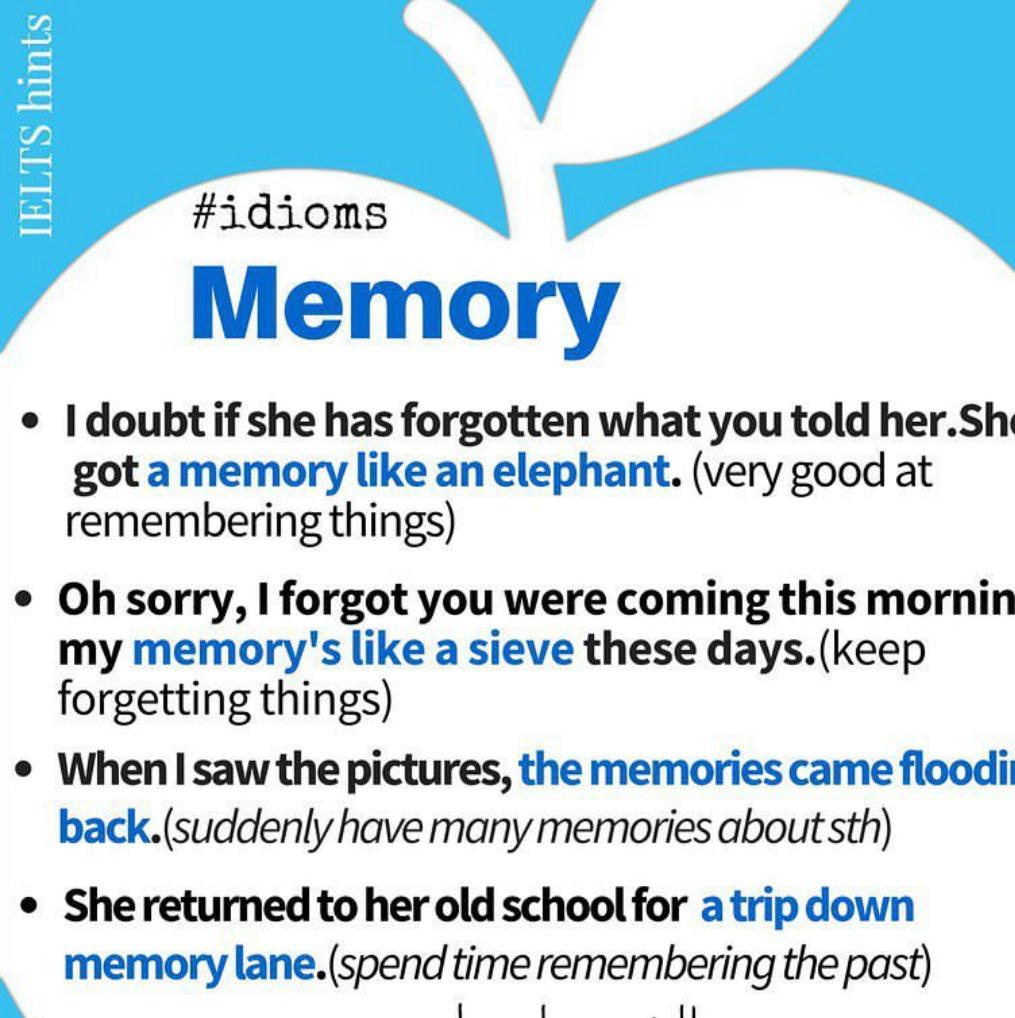 IELTS hints
#idioms
Memory
• I doubt if she has forgotten what you told her.She
got a memory like an elephant. (very good at
remembering things)
• Oh sorry, I forgot you were coming this mornin
my memory's like a sieve these days.(keep
forgetting things)
• When I saw the pictures, the memories came floodin
back.(suddenly have many memories about sth)
• She returned to her old school for a trip down
memory lane.(spend time remembering the past)